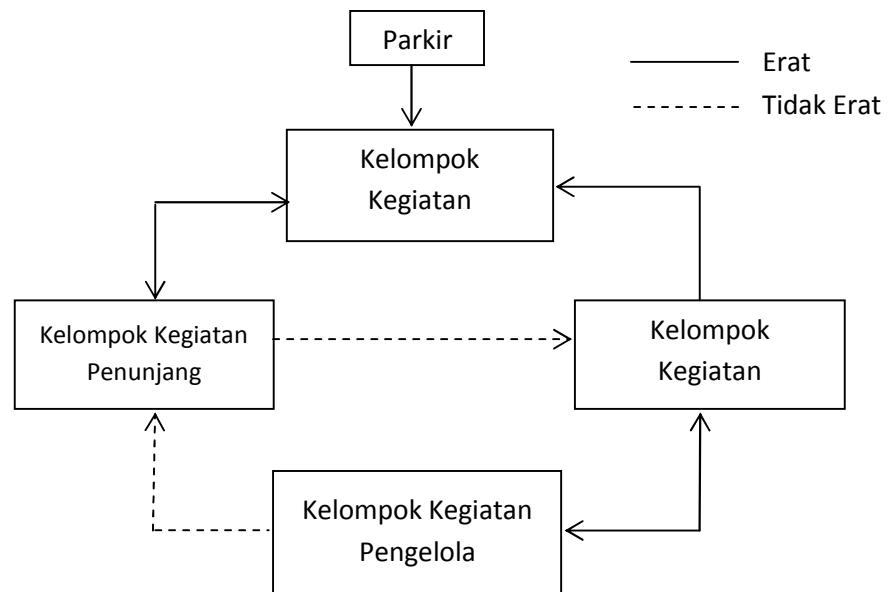 Parkir
Erat
Tidak Erat
Kelompok
Kegiatan
Kelompok Kegiatan
Penunjang
Kelompok
Kegiatan
Kelompok Kegiatan
Pengelola